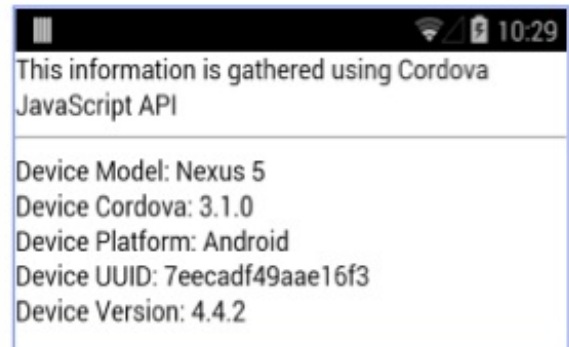 10:29
This information is gathered using Cordova
JavaScript API
Device Model: Nexus 5
Device Cordova: 3.1.0
Device Platform: Android
Device UUID: 7eecadf49aae16f3
Device Version: 4.4.2